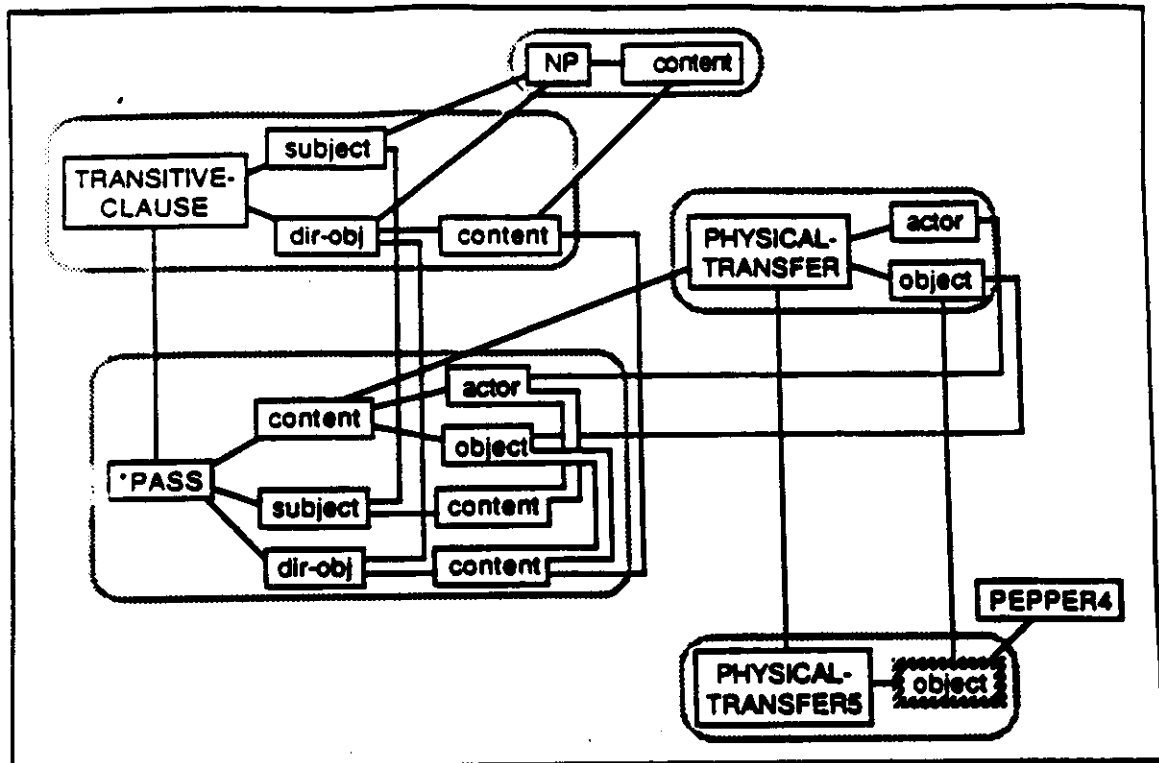 NP
content
subject
TRANSITIVE-
CLAUSE
dir-obj
content
PHYSICAL-
TRANSFER
actor
object
content
actor
object
*PASS
subject
content
dir-obj
content
PEPPER4
PHYSICAL-
TRANSFER5
object